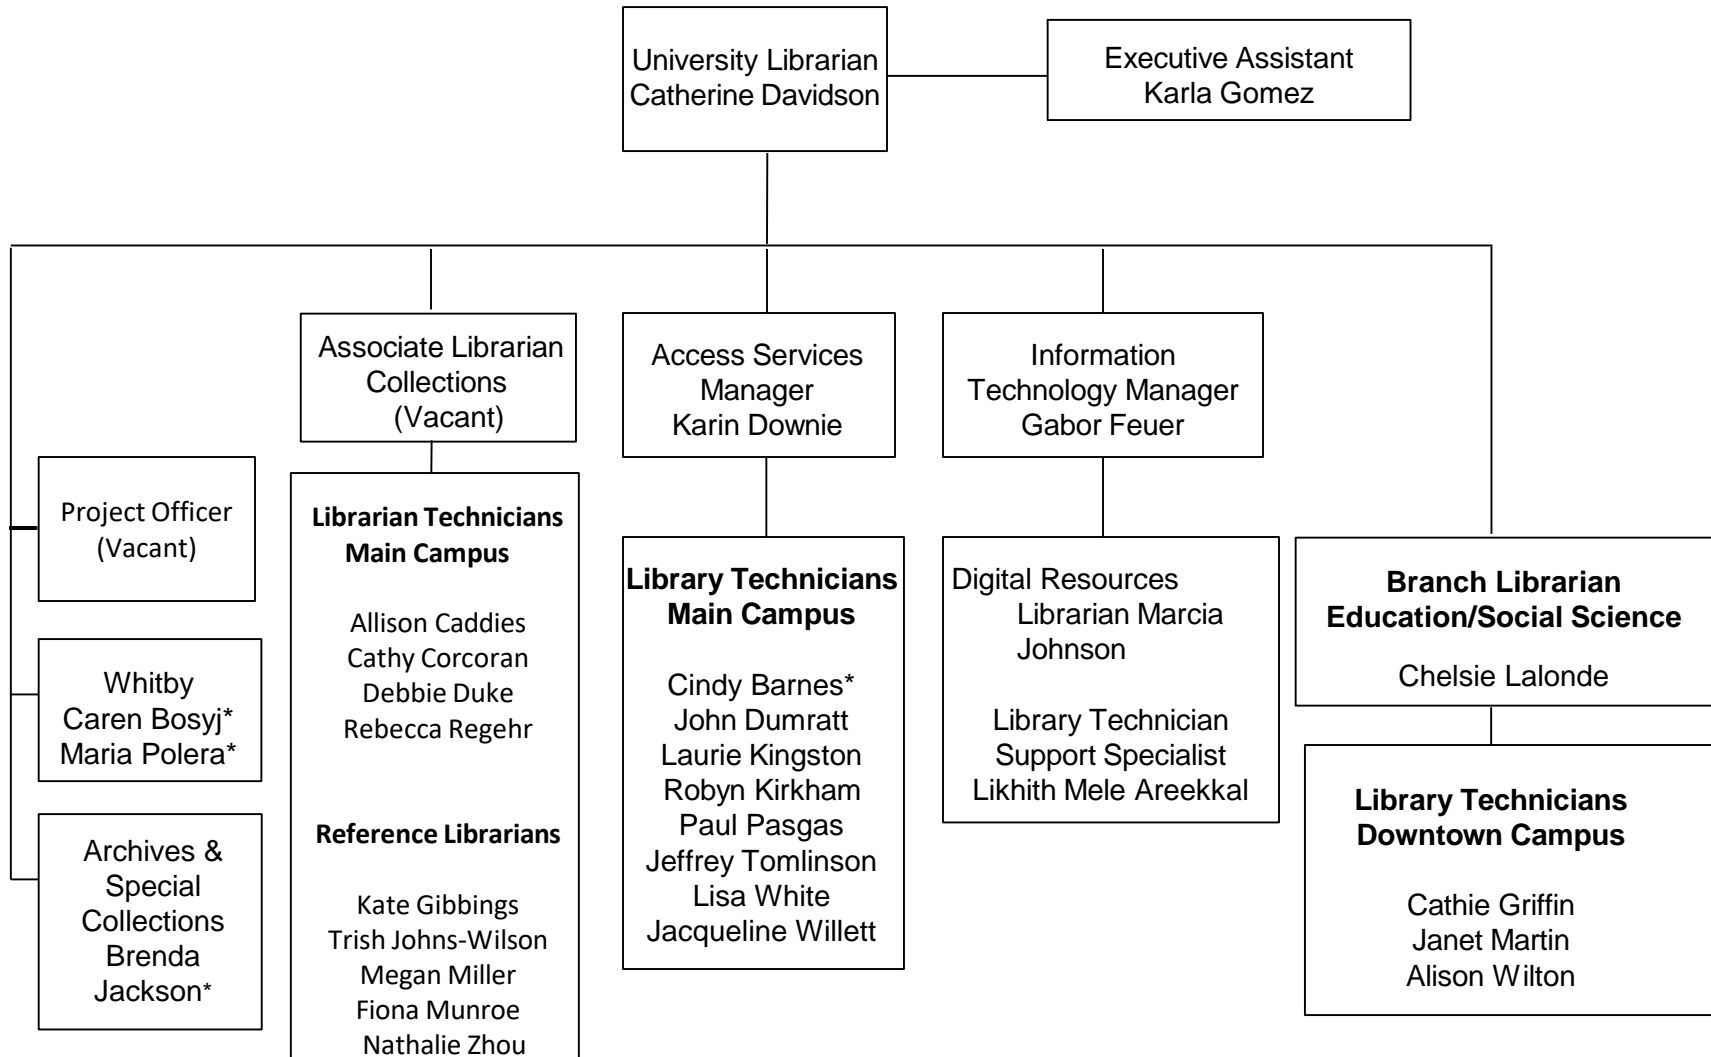 University Librarian
Catherine Davidson
Executive Assistant
Karla Gomez
Associate Librarian
Collections
(Vacant)
Access Services
Manager
Karin Downie
Information
Technology Manager
Gabor Feuer
Project Officer
(Vacant)
Whitby
Caren Bosyj*
Maria Polera*
Archives &
Special
Collections
Brenda
Jackson*
Librarian Technicians
Main Campus
Allison Caddies
Cathy Corcoran
Debbie Duke
Rebecca Regehr
Reference Librarians
Kate Gibbings
Trish Johns-Wilson
Megan Miller
Fiona Munroe
Nathalie Zhou
Library Technicians
Main Campus
Cindy Barnes*
John Dumratt
Laurie Kingston
Robyn Kirkham
Paul Pasgas
Jeffrey Tomlinson
Lisa White
Jacqueline Willett
Digital Resources
Librarian Marcia
Johnson
Library Technician
Support Specialist
Likhith Mele Areekkal
Branch Librarian
Education/Social Science
Chelsie Lalonde
Library Technicians
Downtown Campus
Cathie Griffin
Janet Martin
Alison Wilton